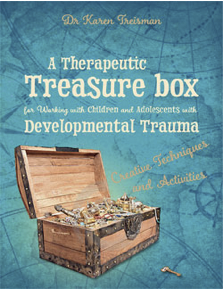 Dr Karen Treisman
A Therapeutic
Treasure box
for Working with Children and Adolescents with
Developmental Trauma
Creative Techniques
and Activities